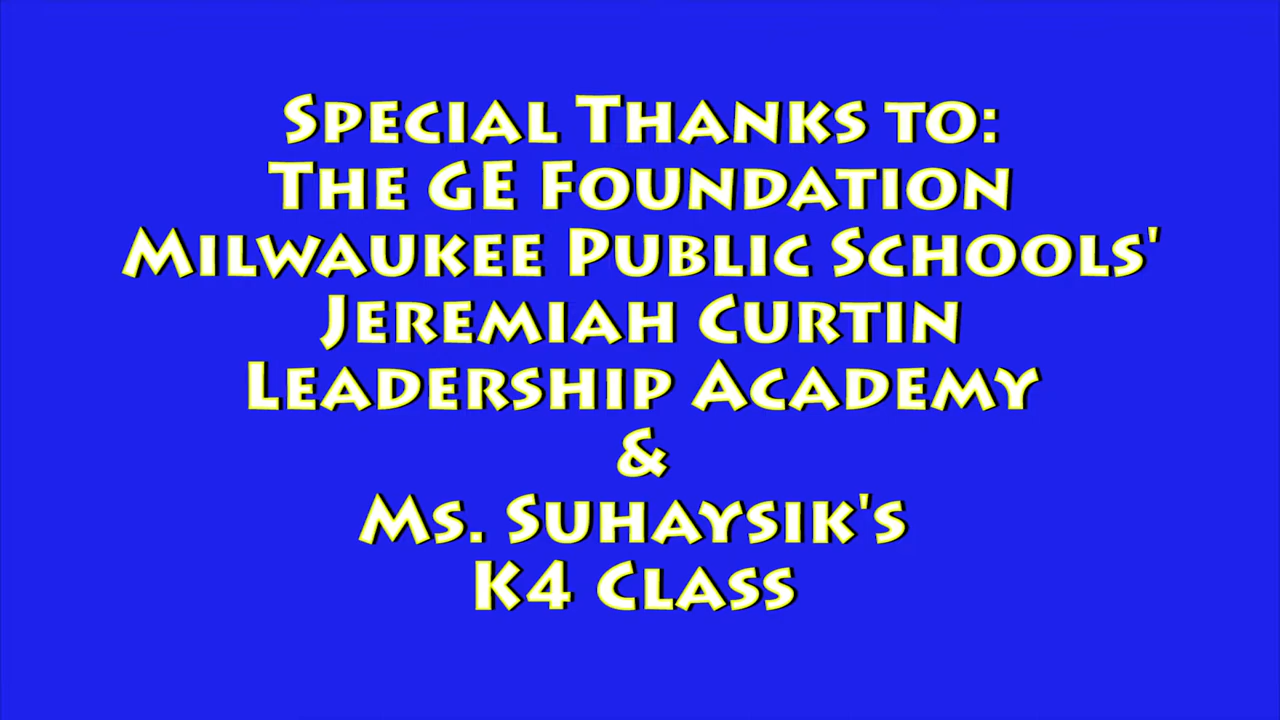 Special Thanks to:
The GE Foundation
Milwaukee Public Schools'
Jeremiah Curtin
Leadership Academy
&
Ms. Suhaysik's
K4 Class